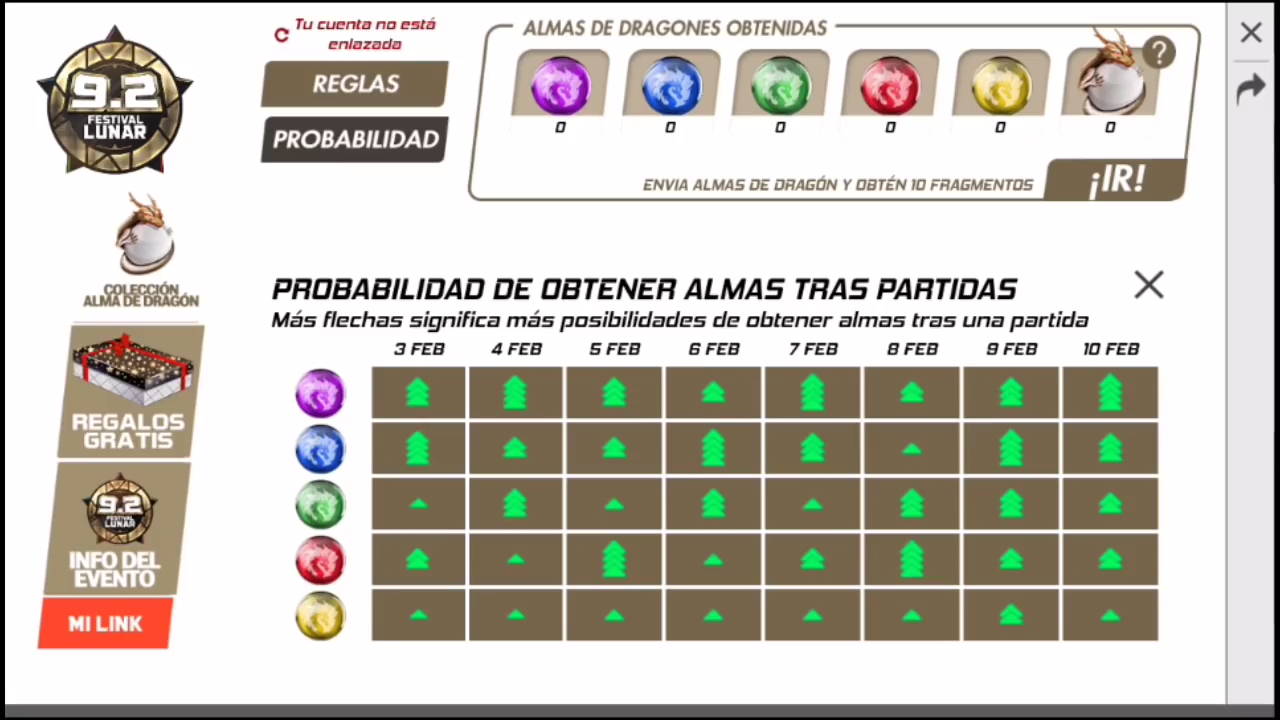 9.2
FESTIVAL
LUNAR
Tu cuenta no está
enlazada
REGLAS
PROBABILIDAD
ALMAS DE DRAGONES OBTENIDAS
?
0 0 0 0 0 0
ENVIA ALMAS DE DRAGÓN Y OBTÉN 10 FRAGMENTOS
¡IR!
COLECCIÓN
ALMA DE DRAGÓN
REGALOS
GRATIS
9.2
FESTIVAL
LUNAR
INFO DEL
EVENTO
MI LINK
PROBABILIDAD DE OBTENER ALMAS TRAS PARTIDAS
Más flechas significa más posibilidades de obtener almas tras una partida
3 FEB 4 FEB 5 FEB 6 FEB 7 FEB 8 FEB 9 FEB 10 FEB